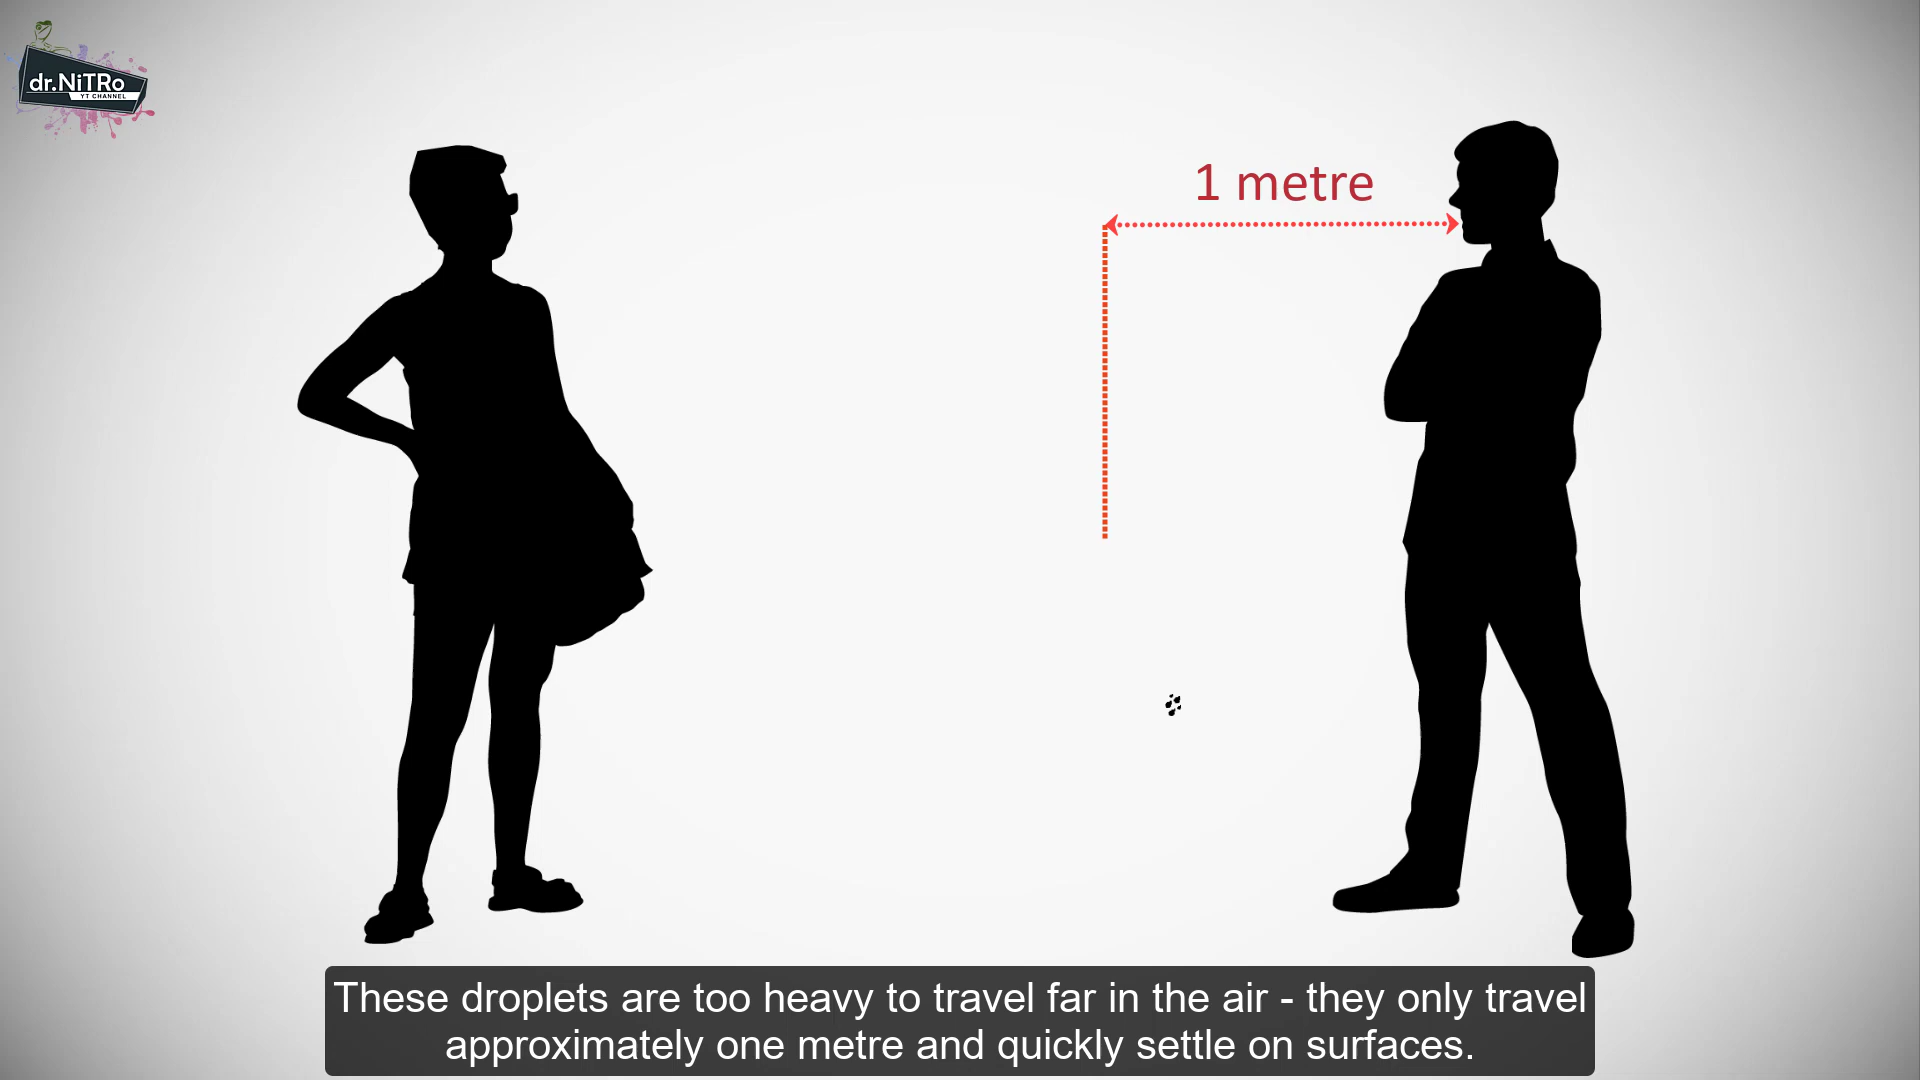 dr.NiTRo
YT CHANNEL
1 metre
These droplets are too heavy to travel far in the air - they only travel
approximately one metre and quickly settle on surfaces.